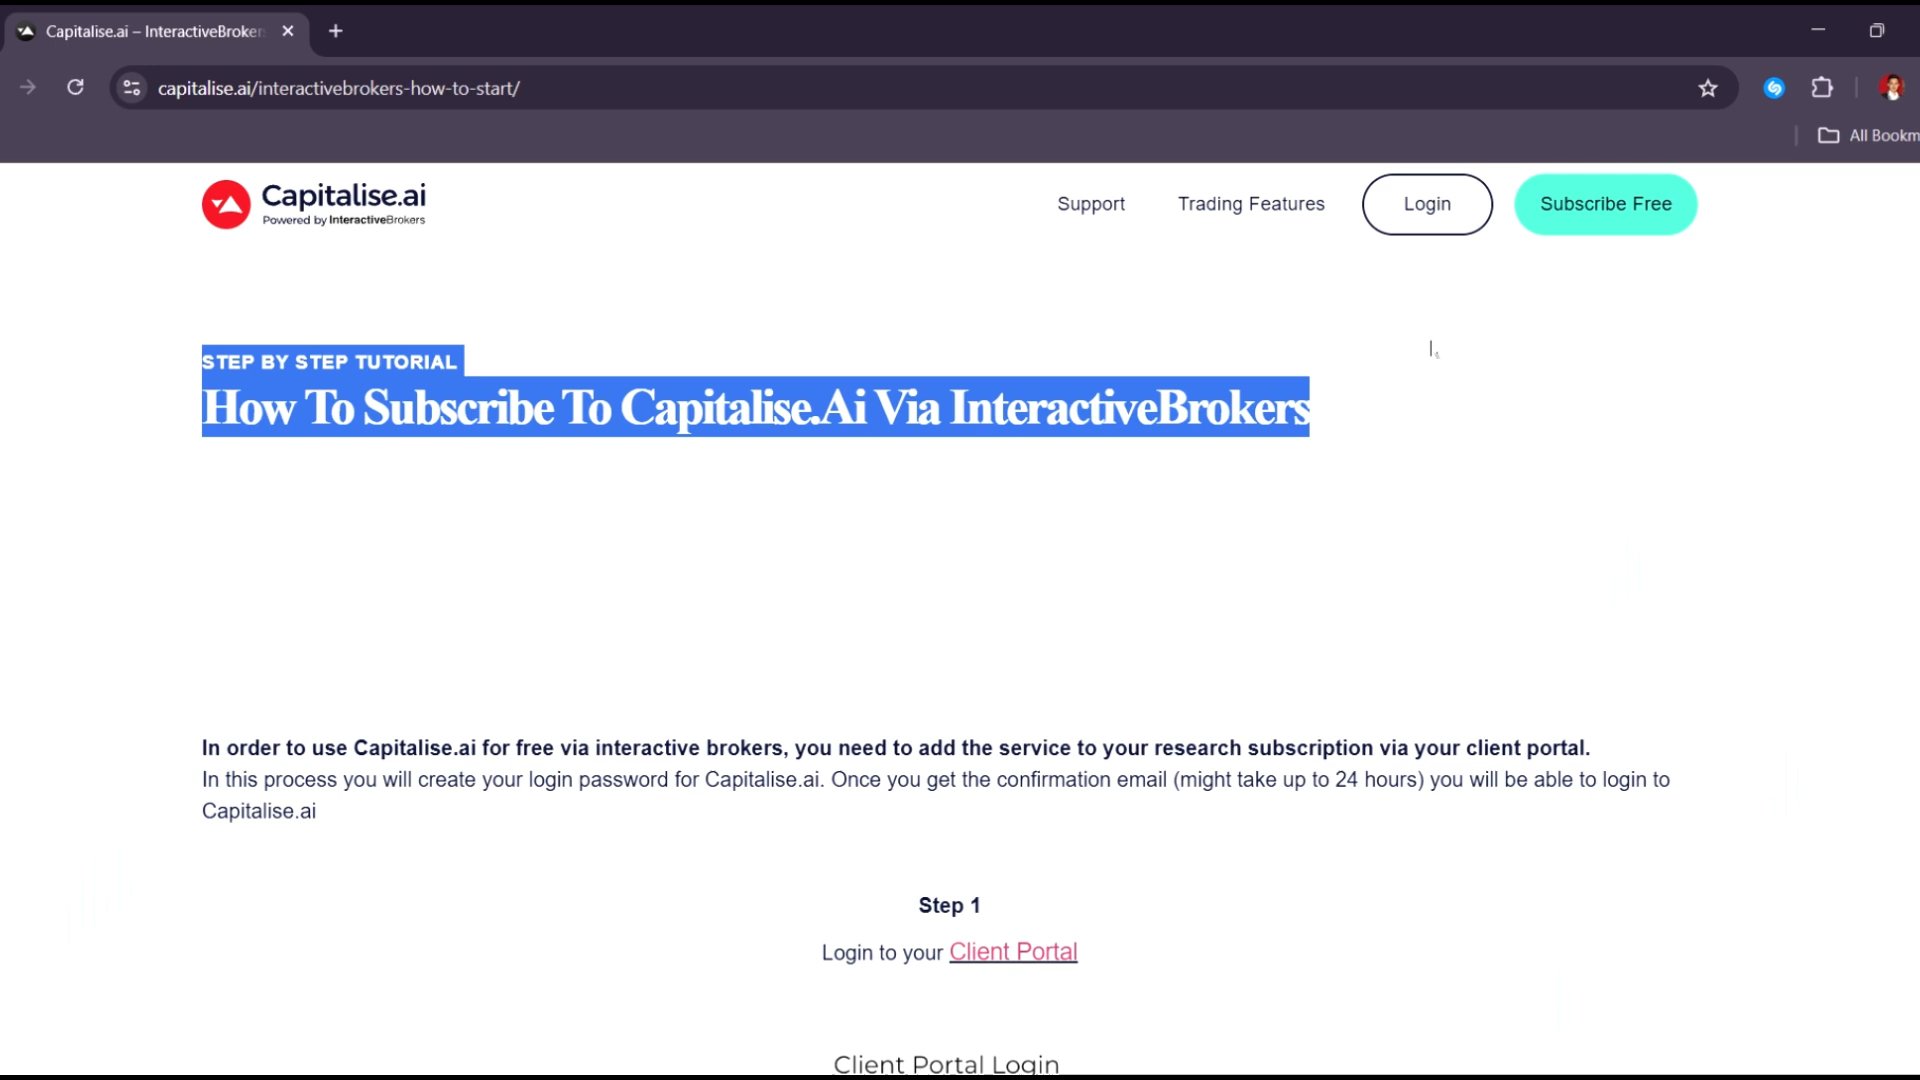 Capitalise.ai – InteractiveBroker
capitalise.ai/interactivebrokers-how-to-start/
All Bookm
Capitalise.ai
Powered by InteractiveBrokers
Support
Trading Features
Login
Subscribe Free
STEP BY STEP TUTORIAL
How To Subscribe To Capitalise.Ai Via InteractiveBrokers
In order to use Capitalise.ai for free via interactive brokers, you need to add the service to your research subscription via your client portal.
In this process you will create your login password for Capitalise.ai. Once you get the confirmation email (might take up to 24 hours) you will be able to login to
Capitalise.ai
Step 1
Login to your Client Portal
Client Portal Login